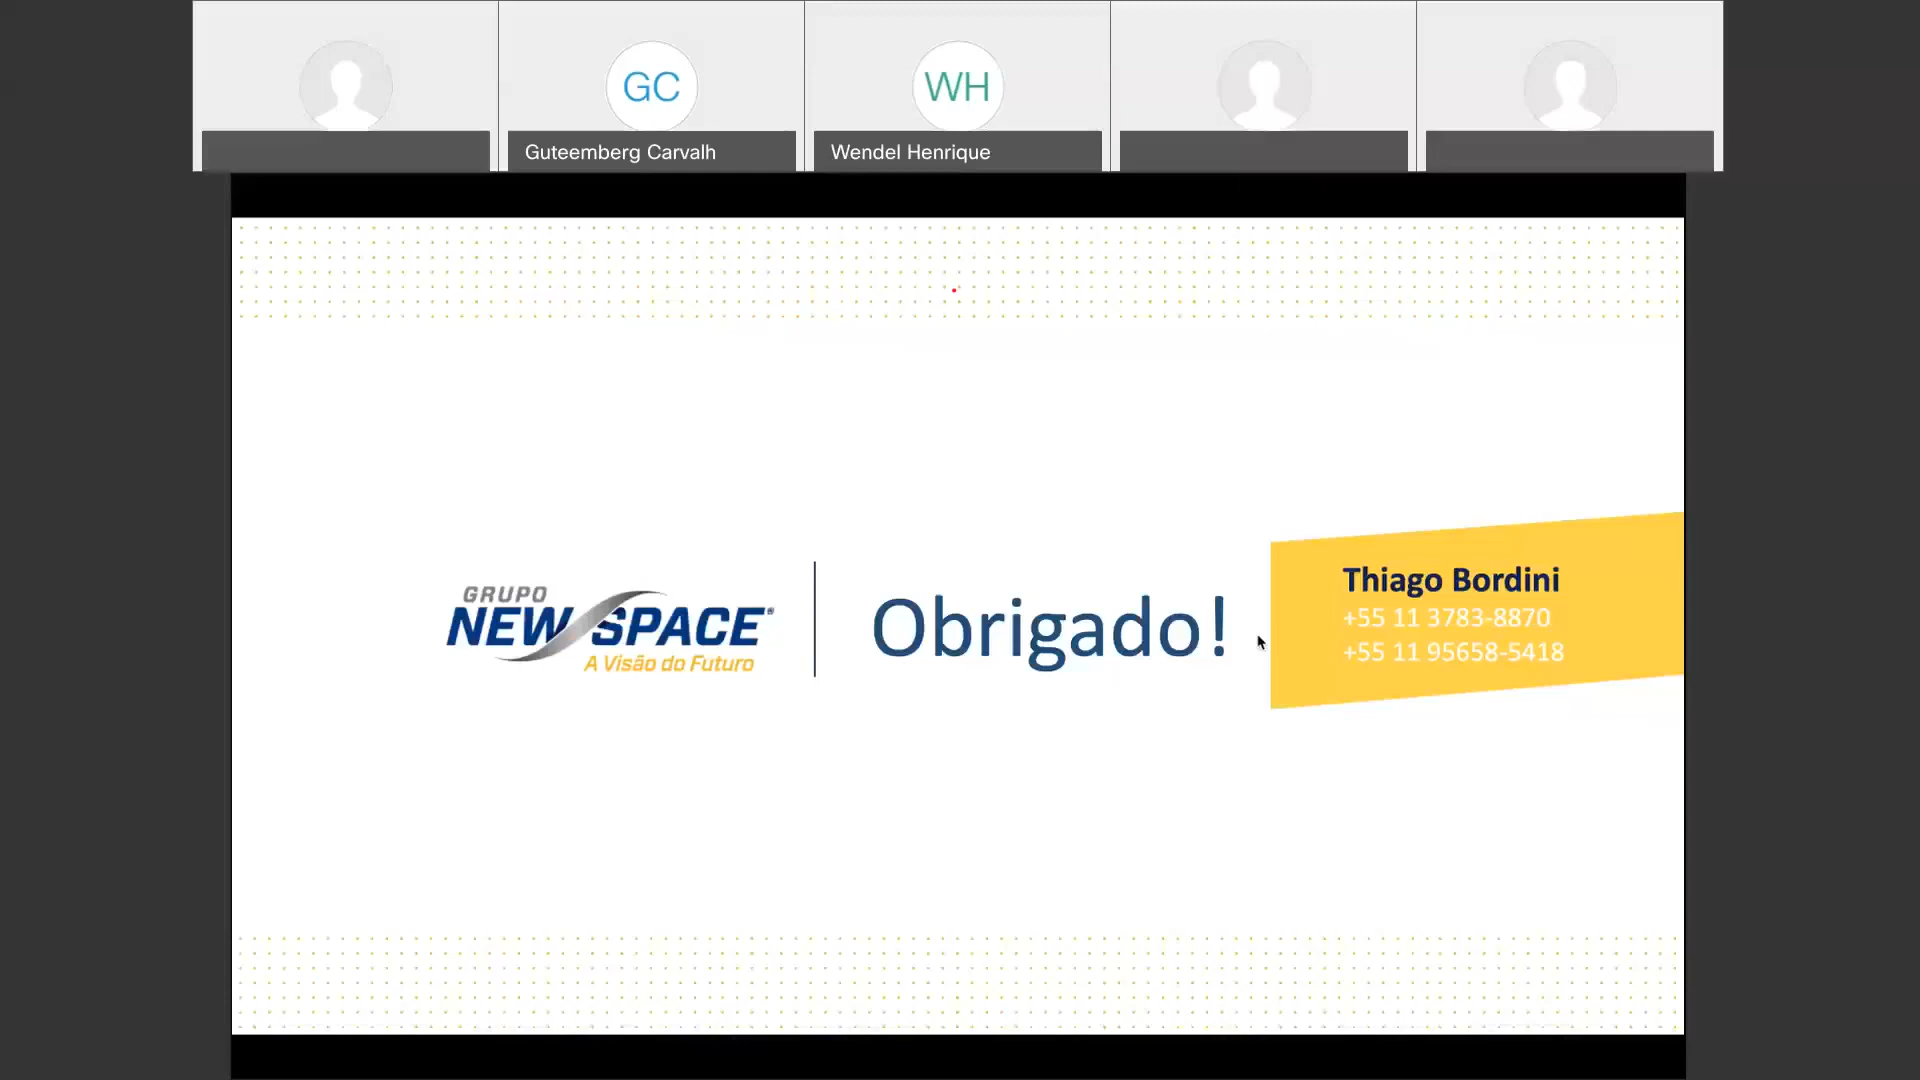 GC
WH
Guteemberg Carvalh
Wendel Henrique
GRUPO
NEW SPACE®
A Visão do Futuro
Obrigado!
Thiago Bordini
+55 11 3783-8870
+55 11 95658-5418